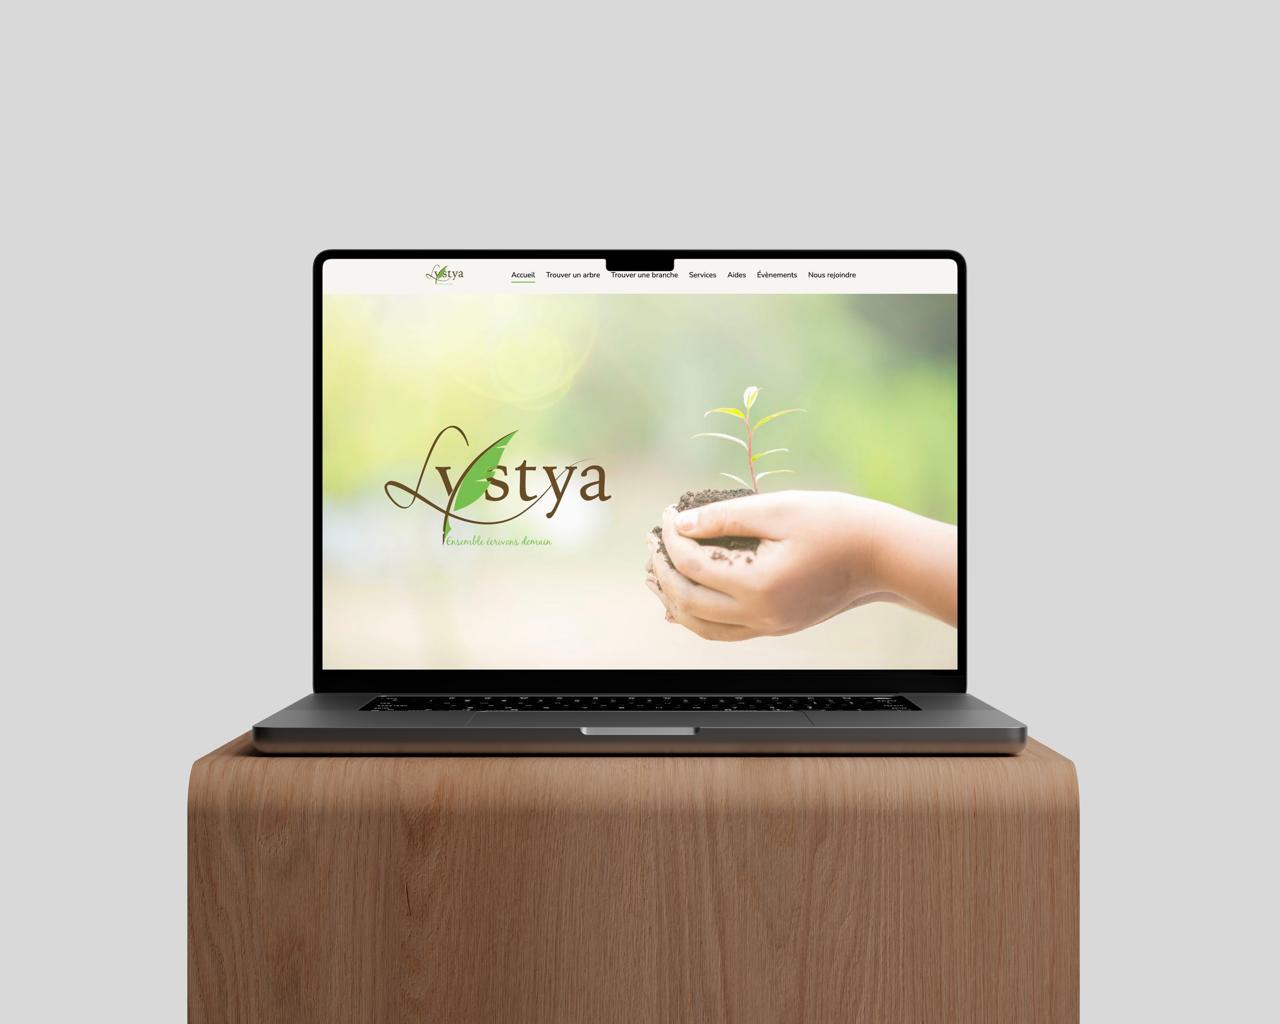 Lystya
Accueil Trouver un arbre Trouver une branche Services Aides Évènements Nous rejoindre
Lystya
Ensemble écrivons demain